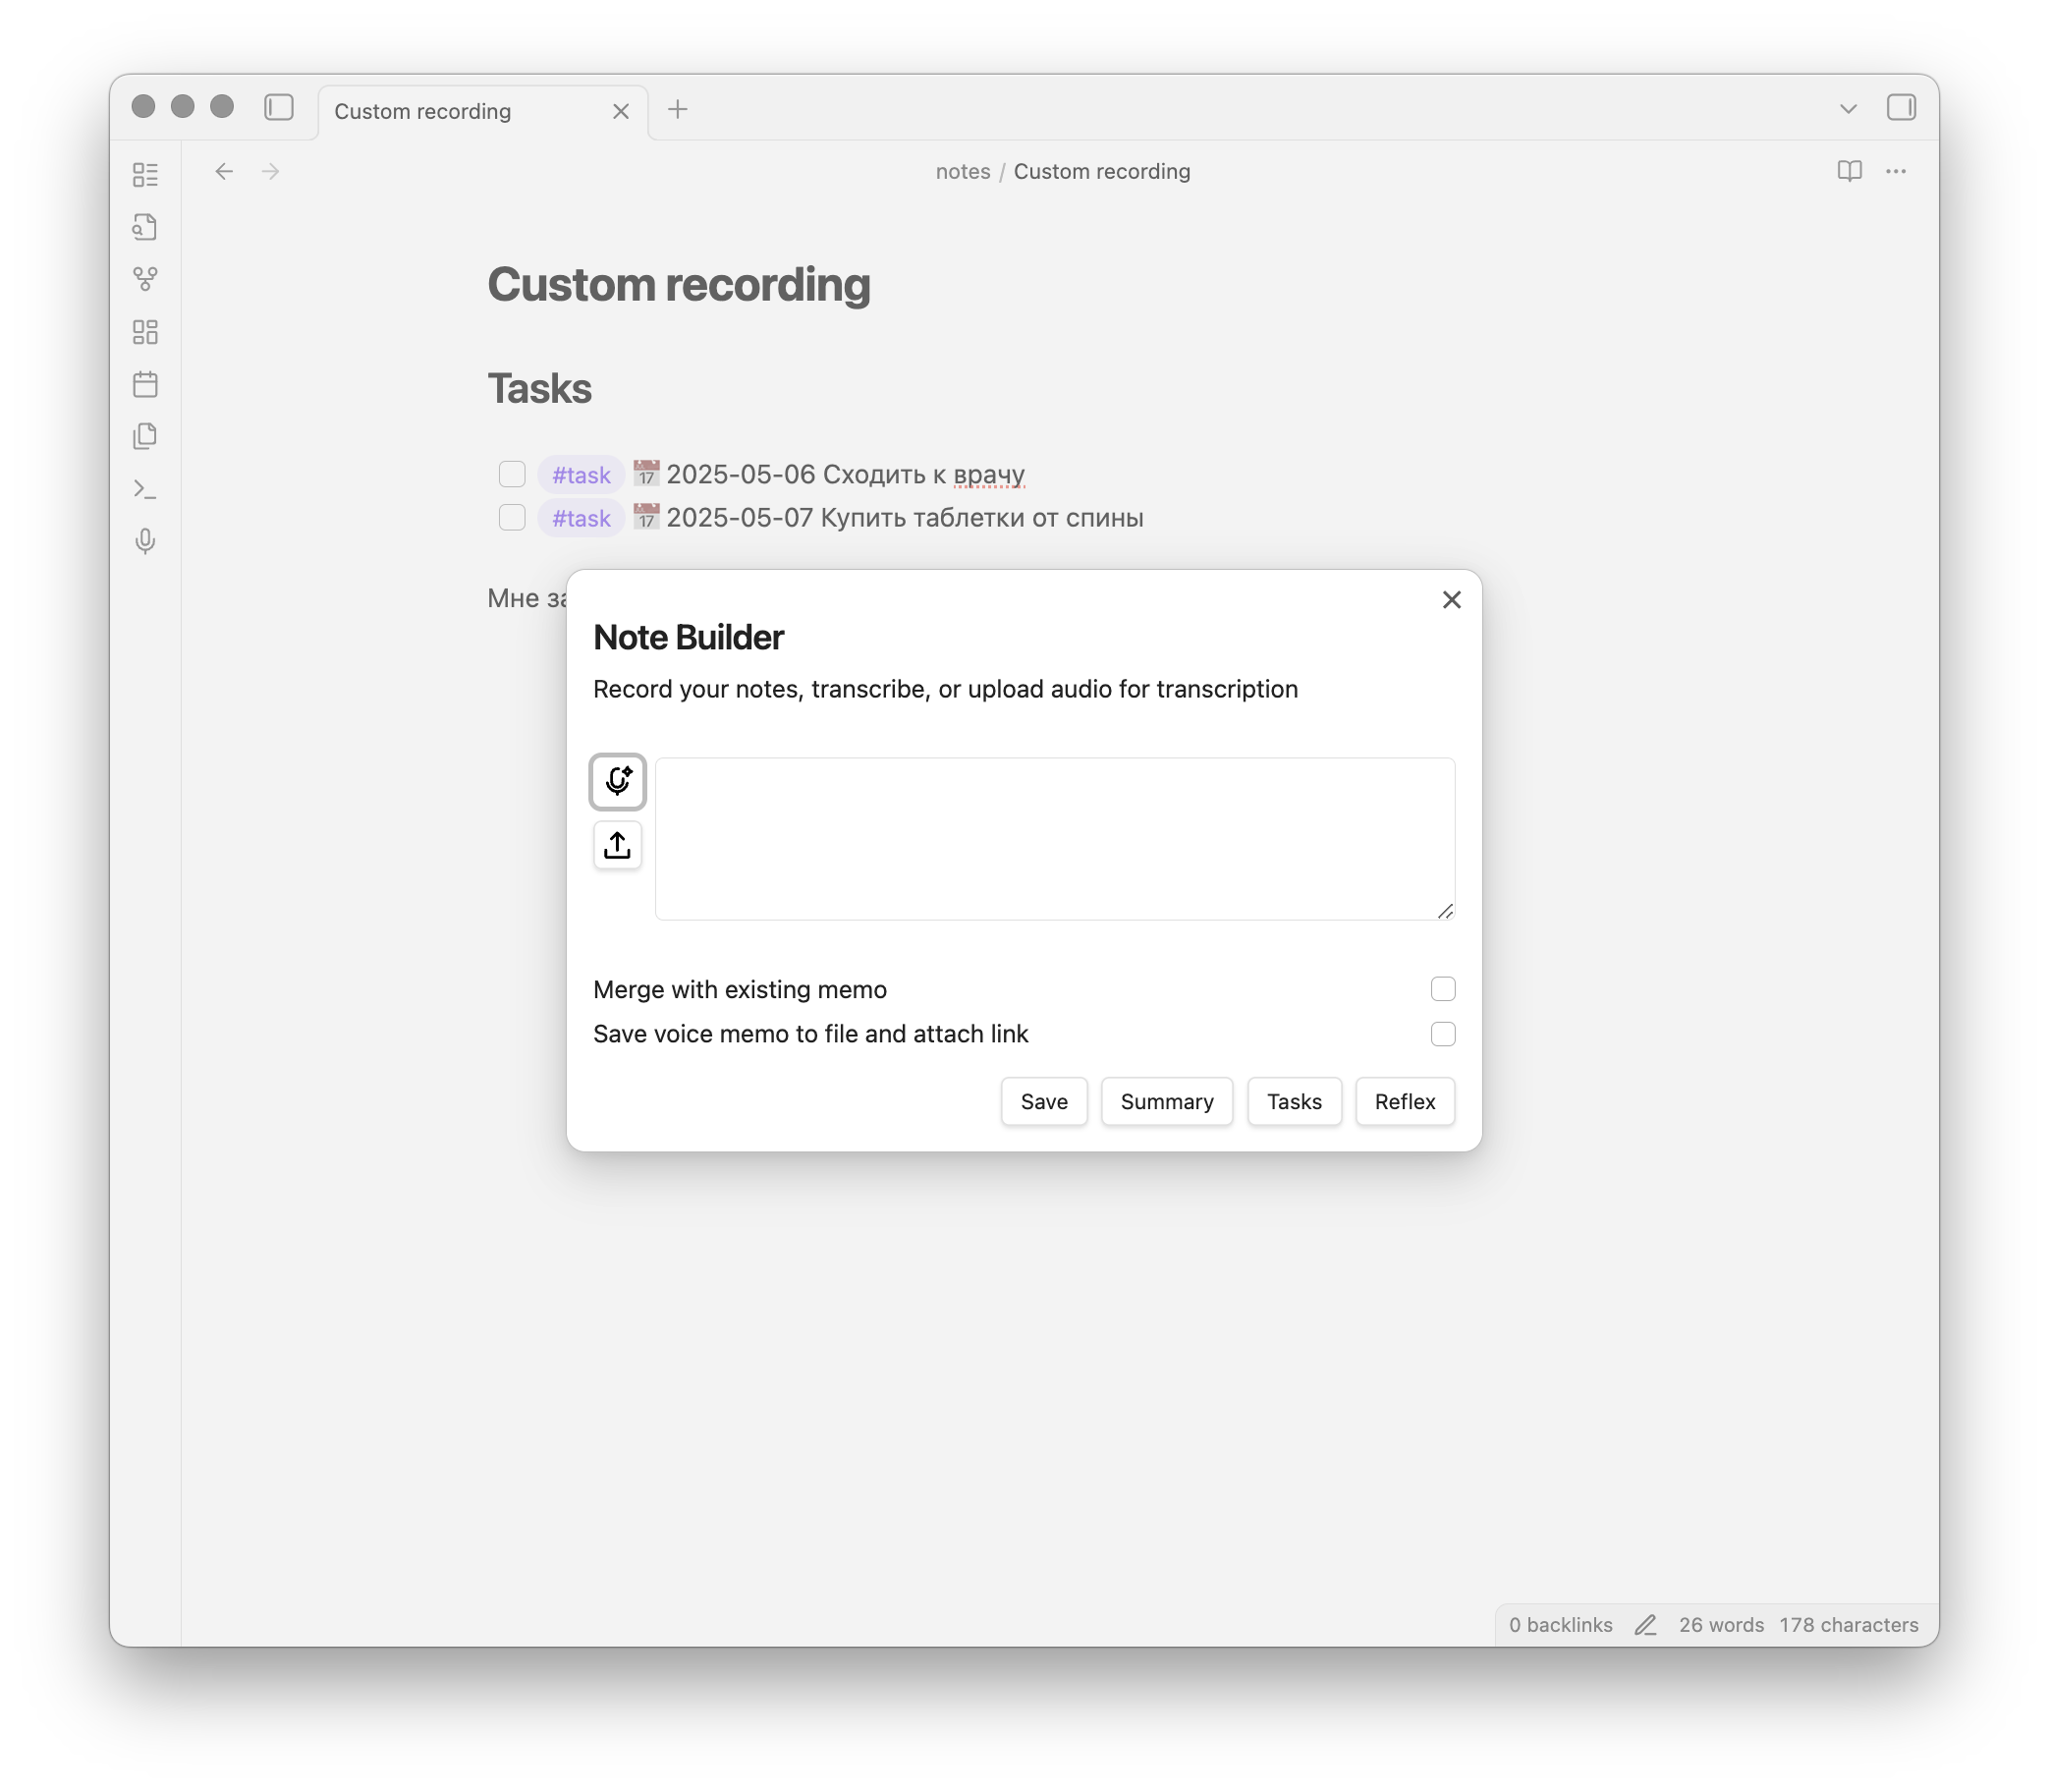 Custom recording
notes / Custom recording
Custom recording
Tasks
#task 📅 2025-05-06 Сходить к врачу
#task 📅 2025-05-07 Купить таблетки от спины
Мне
Note Builder
Record your notes, transcribe, or upload audio for transcription
Merge with existing memo
Save voice memo to file and attach link
Save Summary Tasks Reflex
0 backlinks 26 words 178 characters